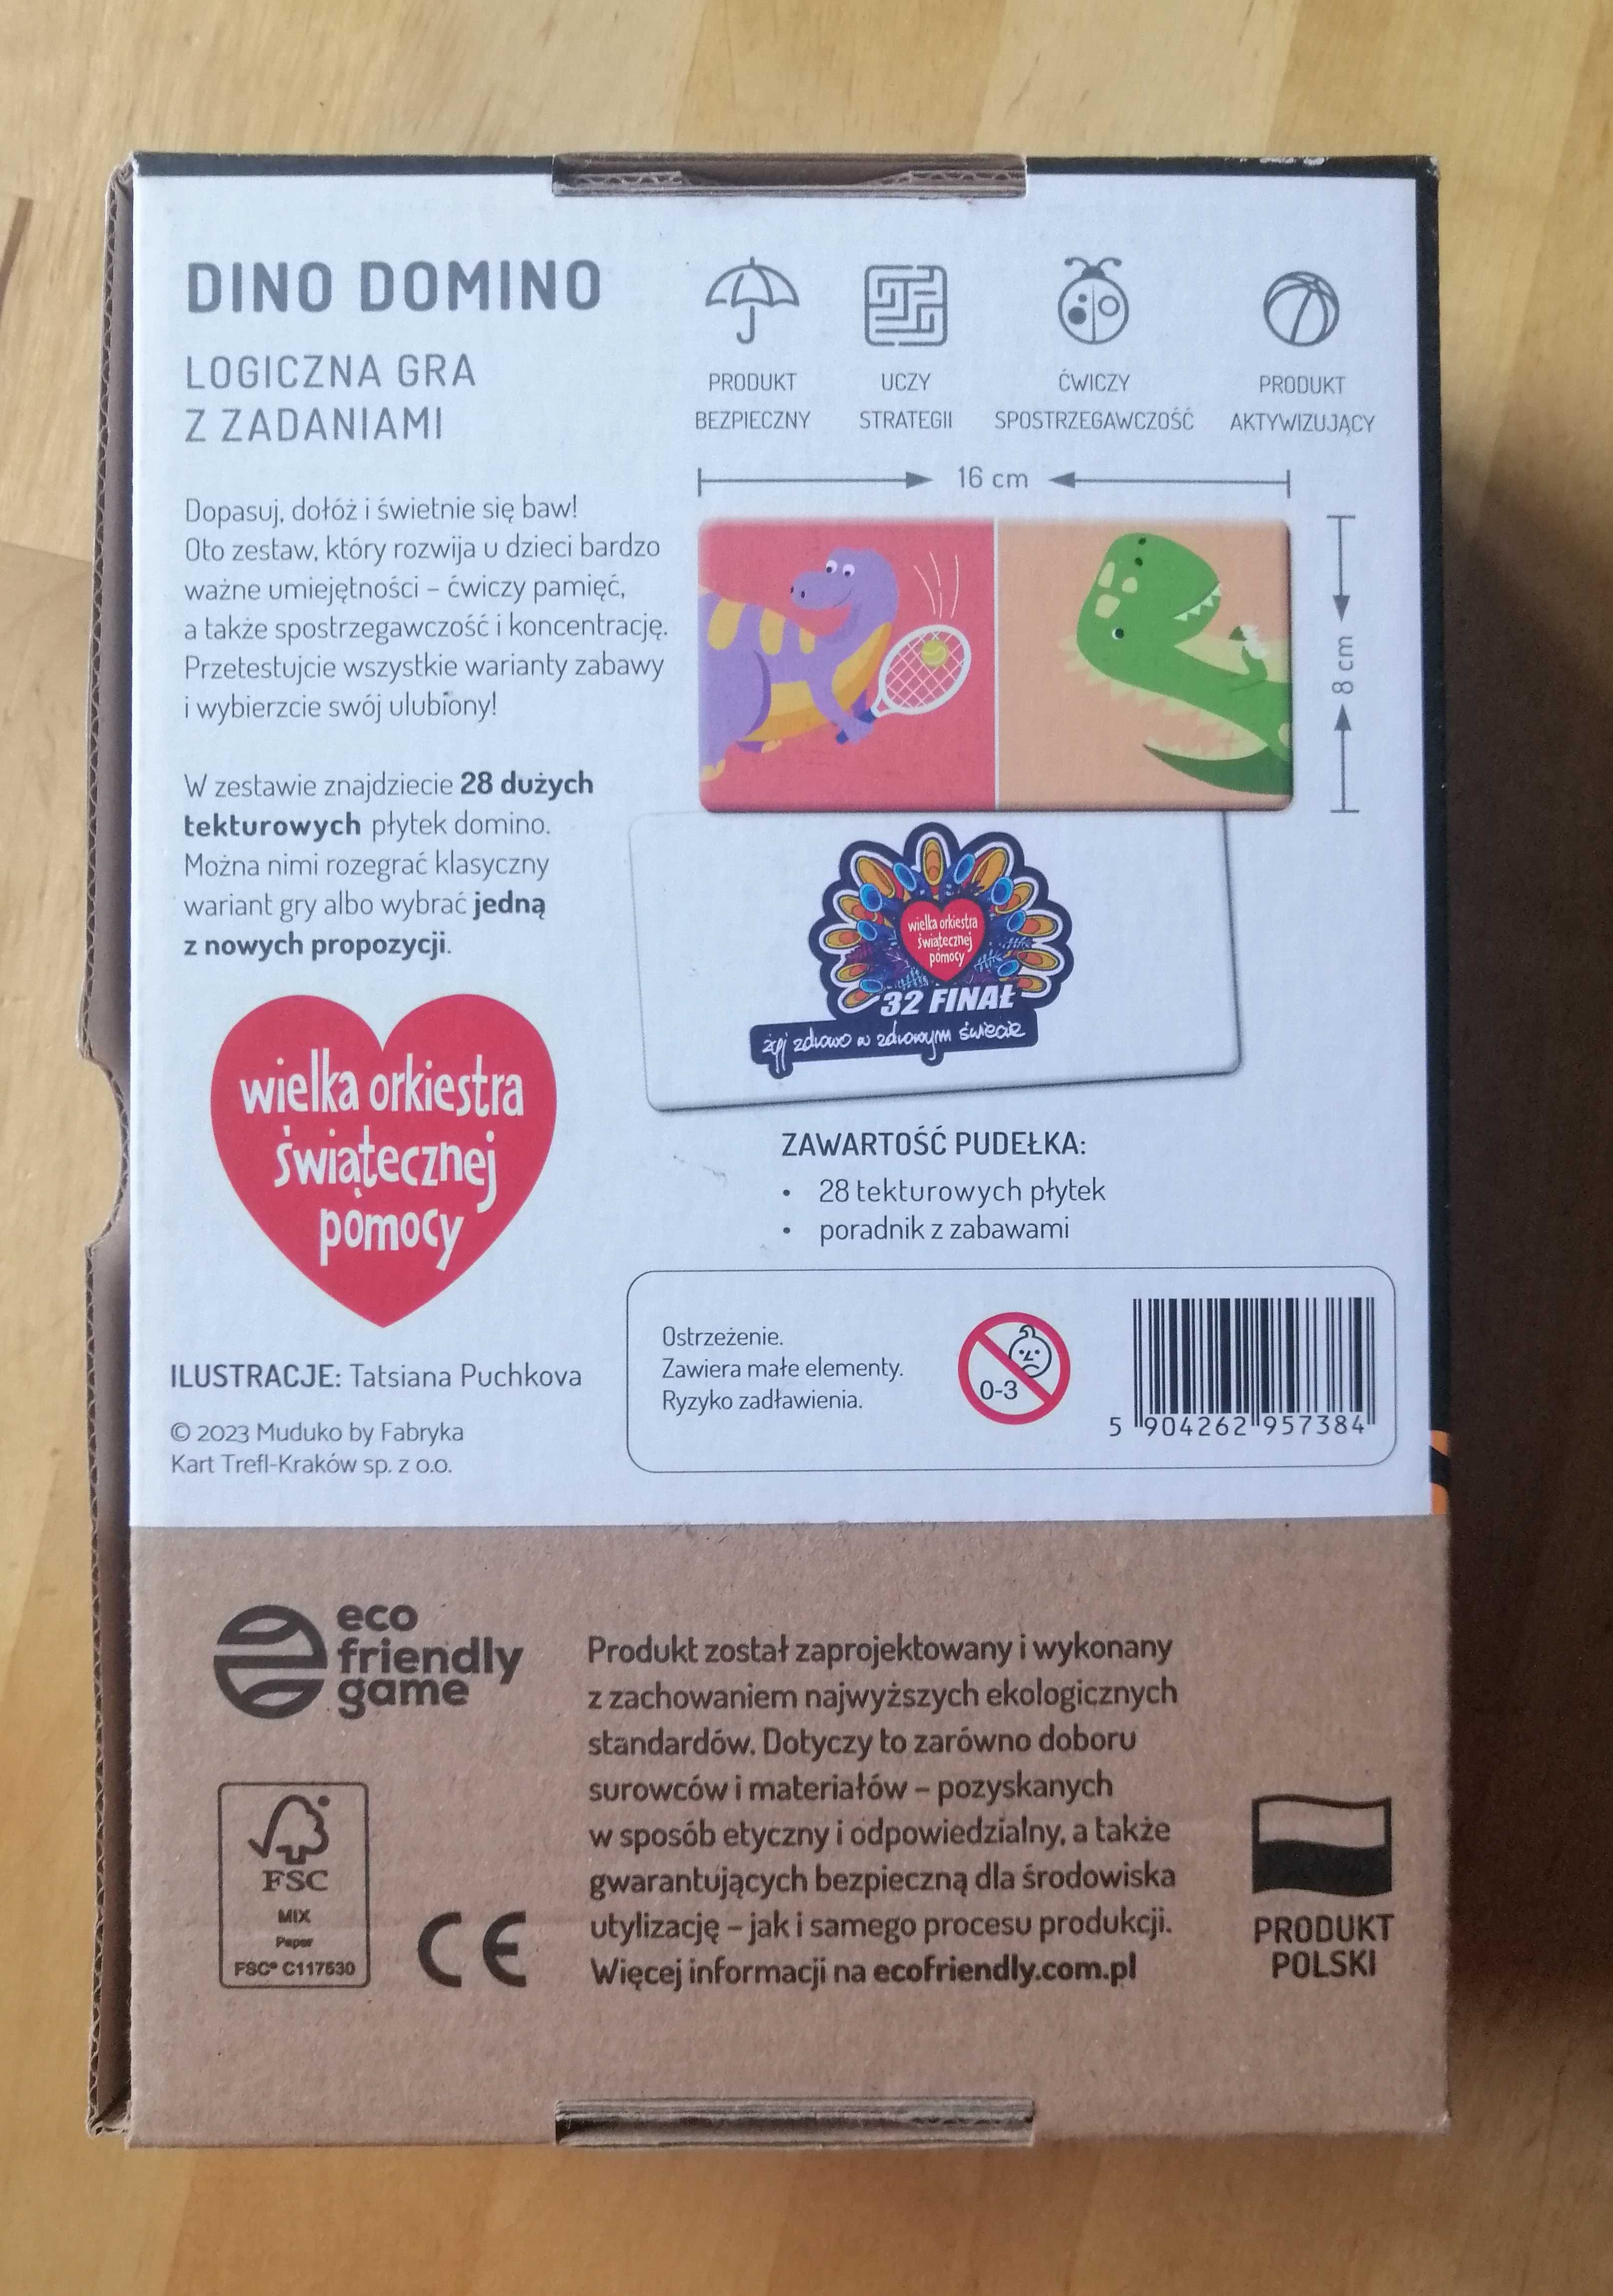 DINO DOMINO
LOGICZNA GRA
Z ZADANIAMI
PRODUKT
BEZPIECZNY
UCZY
STRATEGII
ĆWICZY
SPOSTRZEGAWCZOŚĆ
PRODUKT
AKTYWIZUJĄCY
16 cm
8 cm
Dopasuj, dołóż i świetnie się baw!
Oto zestaw, który rozwija u dzieci bardzo
ważne umiejętności – ćwiczy pamięć,
a także spostrzegawczość i koncentrację.
Przetestujcie wszystkie warianty zabawy
i wybierzcie swój ulubiony!
W zestawie znajdziecie 28 dużych
tekturowych płytek domino.
Można nimi rozegrać klasyczny
wariant gry albo wybrać jedną
z nowych propozycji.
wielka orkiestra
świątecznej
pomocy
32 FINAŁ
żyj zdrowo w zdrowym świecie
wielka orkiestra
świątecznej
pomocy
ZAWARTOŚĆ PUDEŁKA:
• 28 tekturowych płytek
• poradnik z zabawami
Ostrzeżenie.
Zawiera małe elementy.
Ryzyko zadławienia.
0-3
5 904262 957384
ILUSTRACJE: Tatsiana Puchkova
© 2023 Muduko by Fabryka
Kart Trefl-Kraków sp. z o.o.
eco
friendly
game
FSC
MIX
Paper
FSC® C117530
CE
Produkt został zaprojektowany i wykonany
z zachowaniem najwyższych ekologicznych
standardów. Dotyczy to zarówno doboru
surowców i materiałów – pozyskanych
w sposób etyczny i odpowiedzialny, a także
gwarantujących bezpieczną dla środowiska
utylizację – jak i samego procesu produkcji.
Więcej informacji na ecofriendly.com.pl
PRODUKT
POLSKI